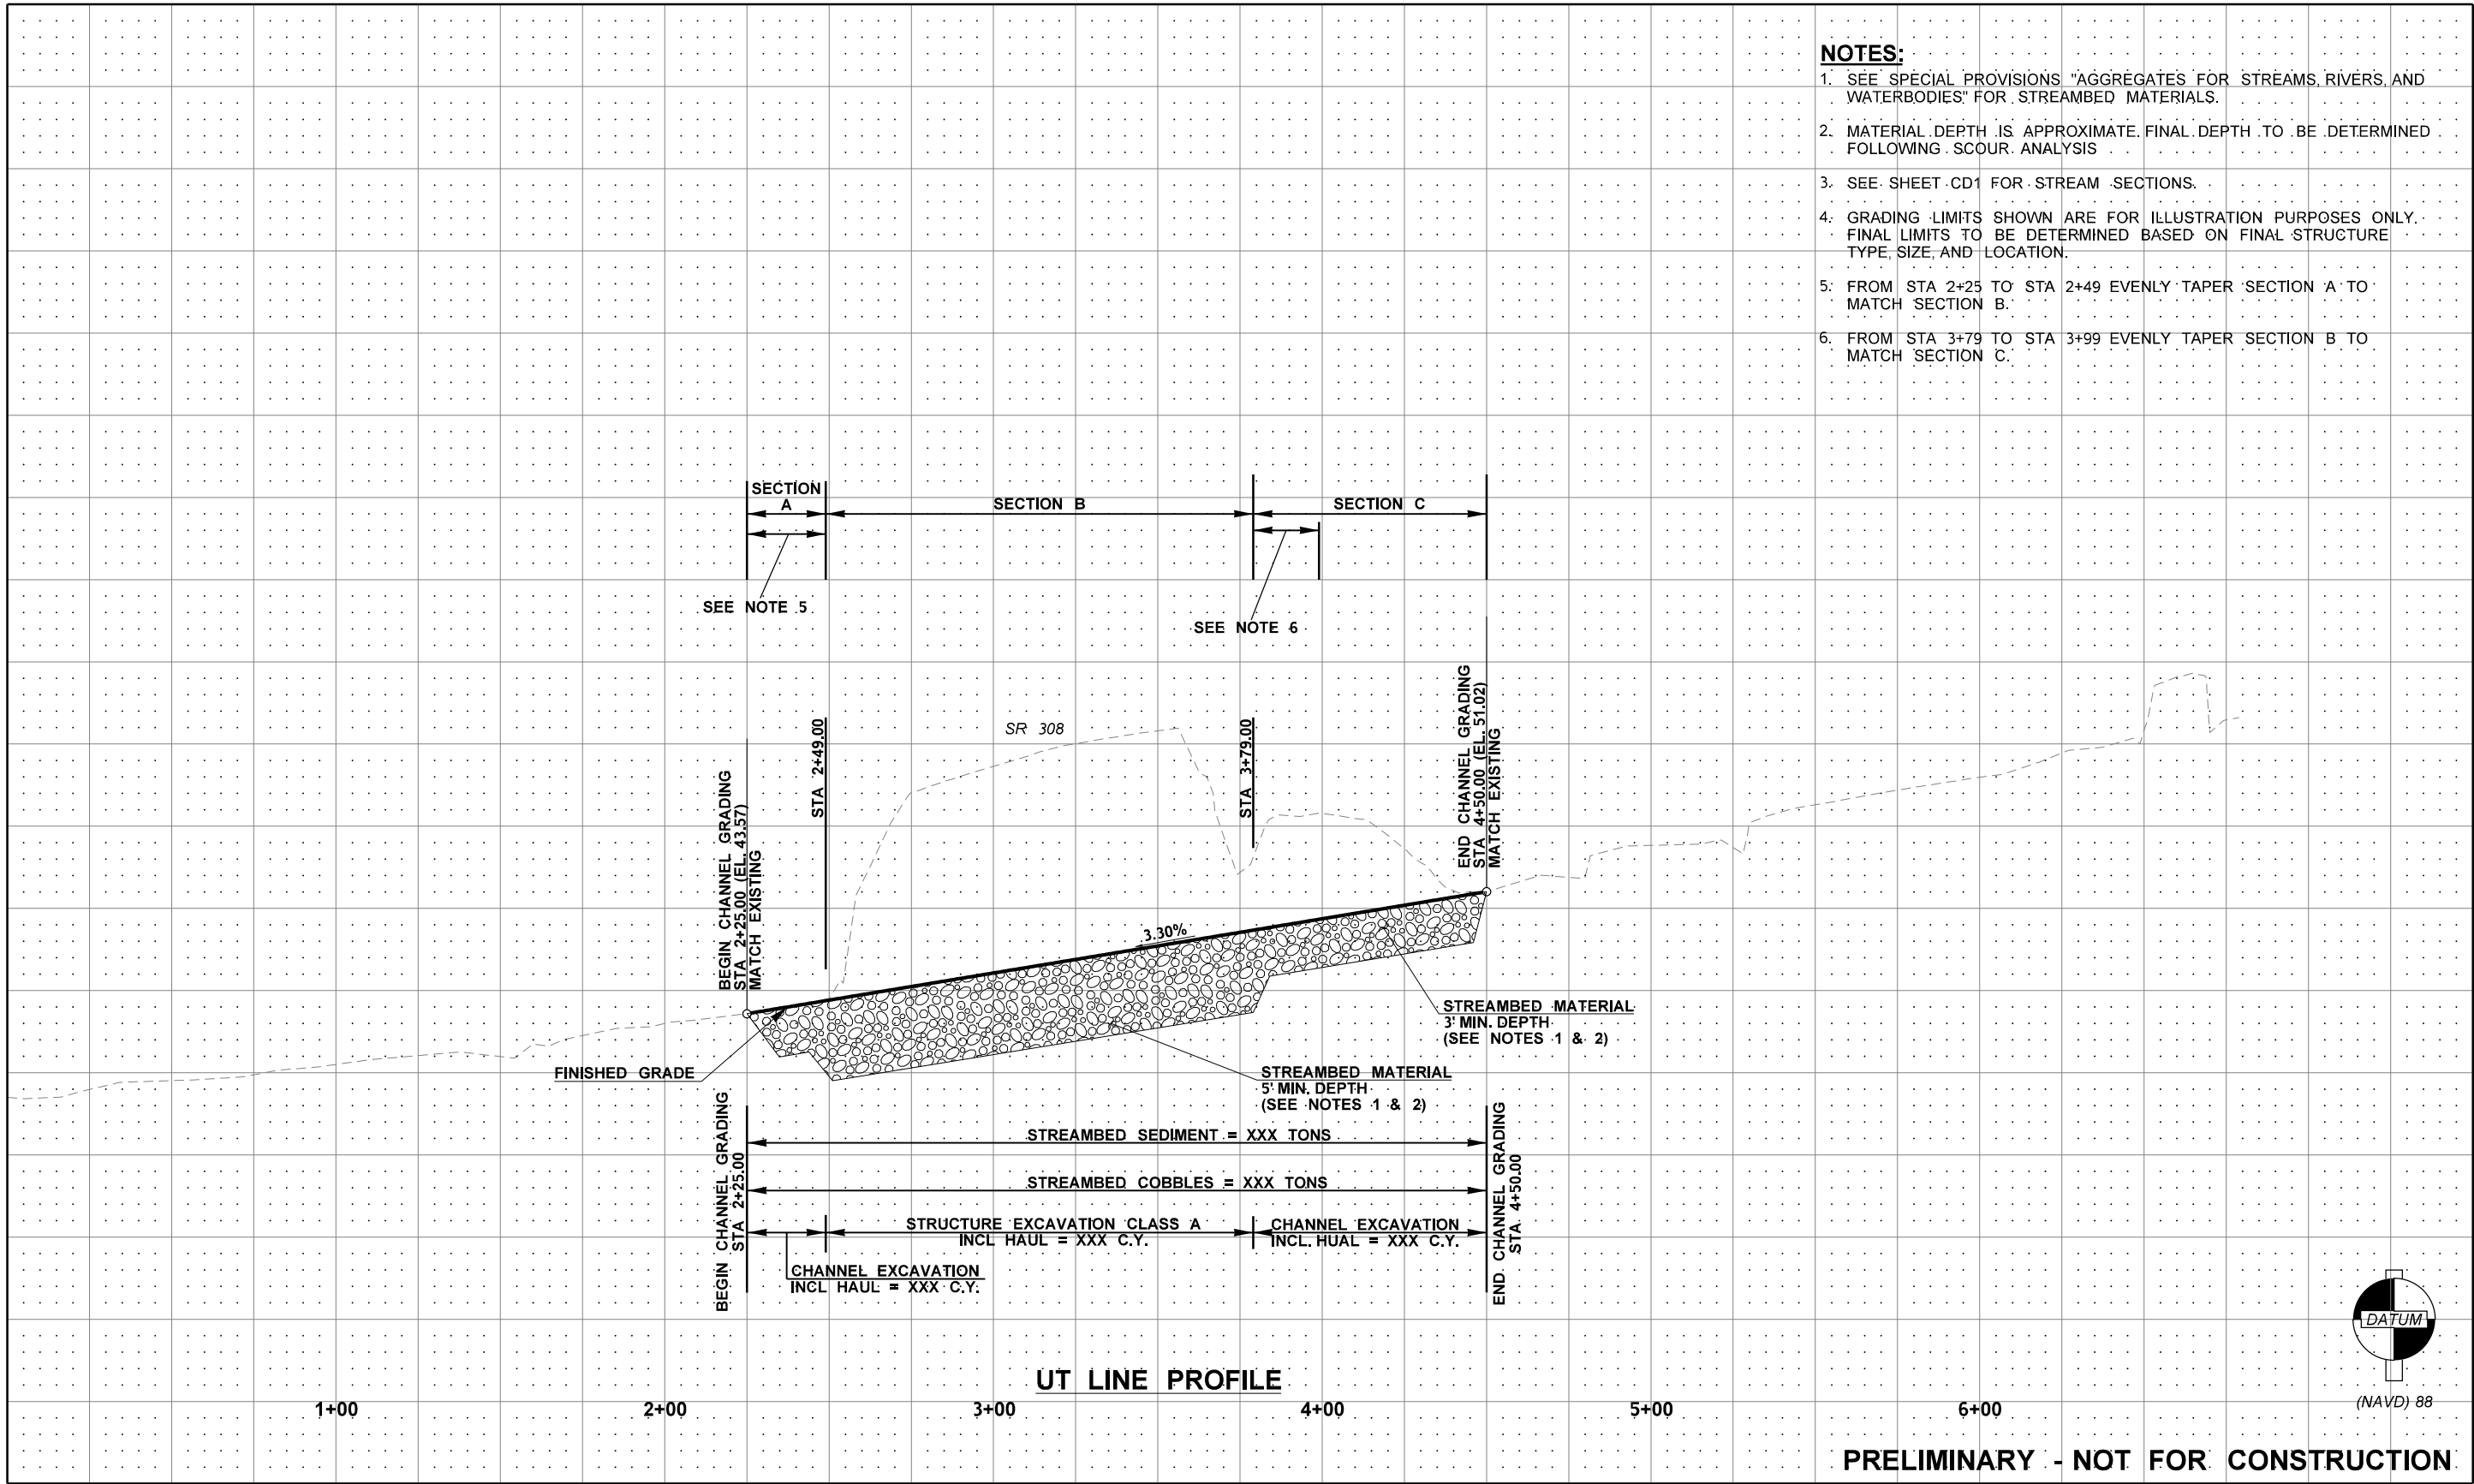 NOTES:
1. SEE SPECIAL PROVISIONS "AGGREGATES FOR STREAMS, RIVERS, AND
WATERBODIES" FOR STREAMBED MATERIALS.
2. MATERIAL DEPTH IS APPROXIMATE. FINAL DEPTH TO BE DETERMINED
FOLLOWING SCOUR ANALYSIS
3. SEE SHEET CD1 FOR STREAM SECTIONS.
4. GRADING LIMITS SHOWN ARE FOR ILLUSTRATION PURPOSES ONLY.
FINAL LIMITS TO BE DETERMINED BASED ON FINAL STRUCTURE
TYPE, SIZE, AND LOCATION.
5. FROM STA 2+25 TO STA 2+49 EVENLY TAPER SECTION A TO
MATCH SECTION B.
6. FROM STA 3+79 TO STA 3+99 EVENLY TAPER SECTION B TO
MATCH SECTION C.
SECTION
A
SECTION B
SECTION C
SEE NOTE 5
SEE NOTE 6
BEGIN CHANNEL GRADING
STA 2+25.00 (EL. 43.57)
MATCH EXISTING
STA 2+49.00
SR 308
STA 3+79.00
END CHANNEL GRADING
STA 4+50.00 (EL. 51.02)
MATCH EXISTING
3.30%
FINISHED GRADE
STREAMBED MATERIAL
3' MIN. DEPTH
(SEE NOTES 1 & 2)
STREAMBED MATERIAL
5' MIN. DEPTH
(SEE NOTES 1 & 2)
BEGIN CHANNEL GRADING
STA 2+25.00
STREAMBED SEDIMENT = XXX TONS
STREAMBED COBBLES = XXX TONS
STRUCTURE EXCAVATION CLASS A
INCL HAUL = XXX C.Y.
CHANNEL EXCAVATION
INCL. HUAL = XXX C.Y.
CHANNEL EXCAVATION
INCL HAUL = XXX C.Y.
END CHANNEL GRADING
STA. 4+50.00
DATUM
(NAVD) 88
UT LINE PROFILE
1+00 2+00 3+00 4+00 5+00 6+00
PRELIMINARY - NOT FOR CONSTRUCTION